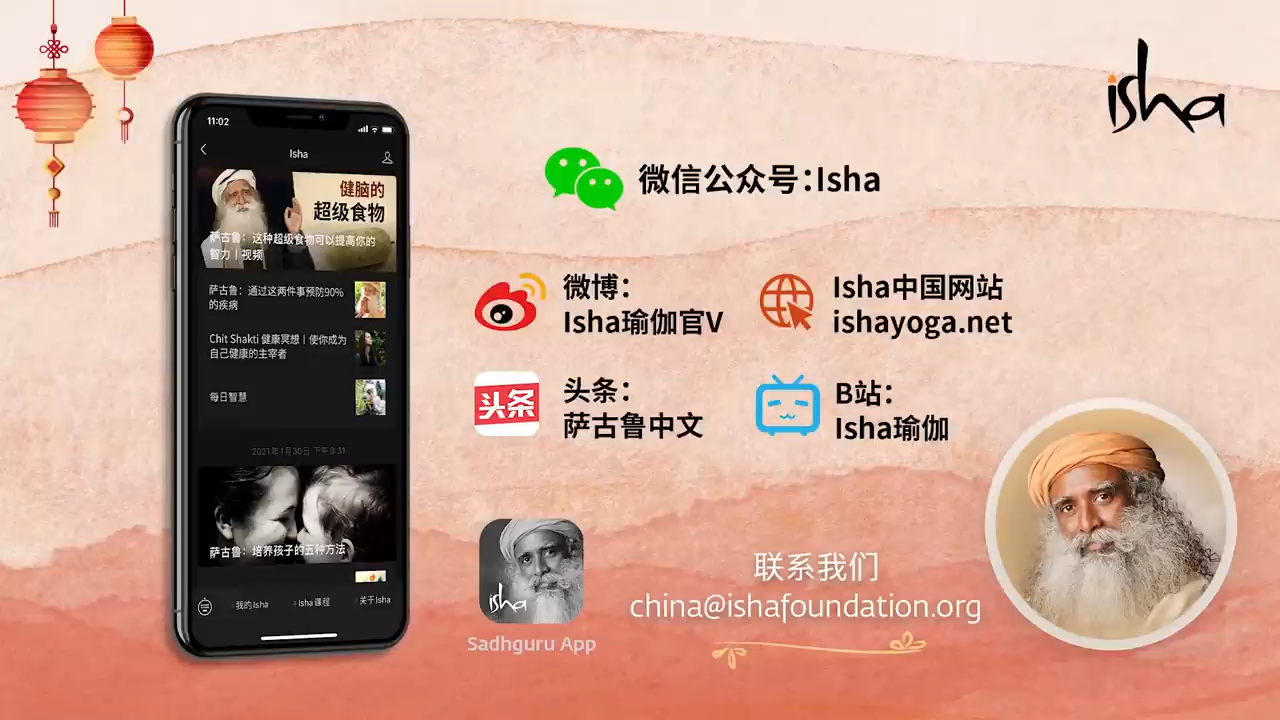 isha
11:02
Isha
健脑的
超级食物
萨古鲁：这种超级食物可以提高你的
智力丨视频
萨古鲁：通过这两件事预防90%
的疾病
Chit Shakti 健康冥想丨使你成为
自己健康的主宰者
每日智慧
2021年1月30日 下午9:31
萨古鲁：培养孩子的五种方法
我的Isha
Isha课程
关于Isha
微信公众号：Isha
微博：
Isha瑜伽官V
Isha中国网站
ishayoga.net
头条
头条：
萨古鲁中文
B站：
Isha瑜伽
isha
Sadhguru App
联系我们
china@ishafoundation.org